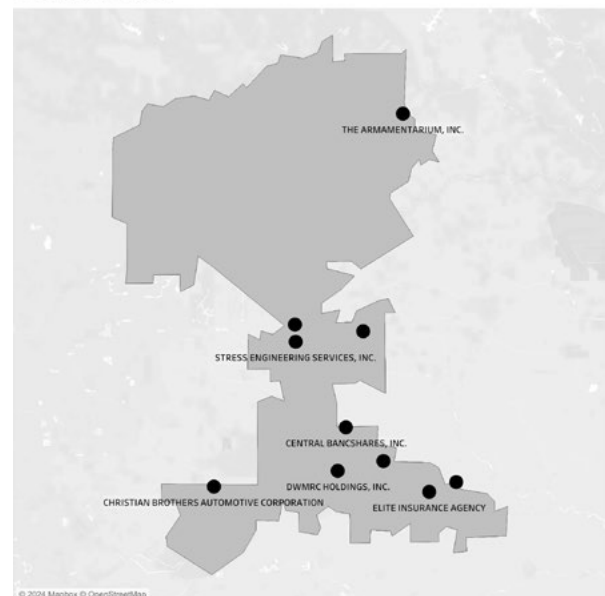 THE ARMAMENTARIUM, INC.
STRESS ENGINEERING SERVICES, INC.
CENTRAL BANCSHARES, INC.
DWMRC HOLDINGS, INC.
CHRISTIAN BROTHERS AUTOMOTIVE CORPORATION
ELITE INSURANCE AGENCY
© 2024 Mapbox © OpenStreetMap